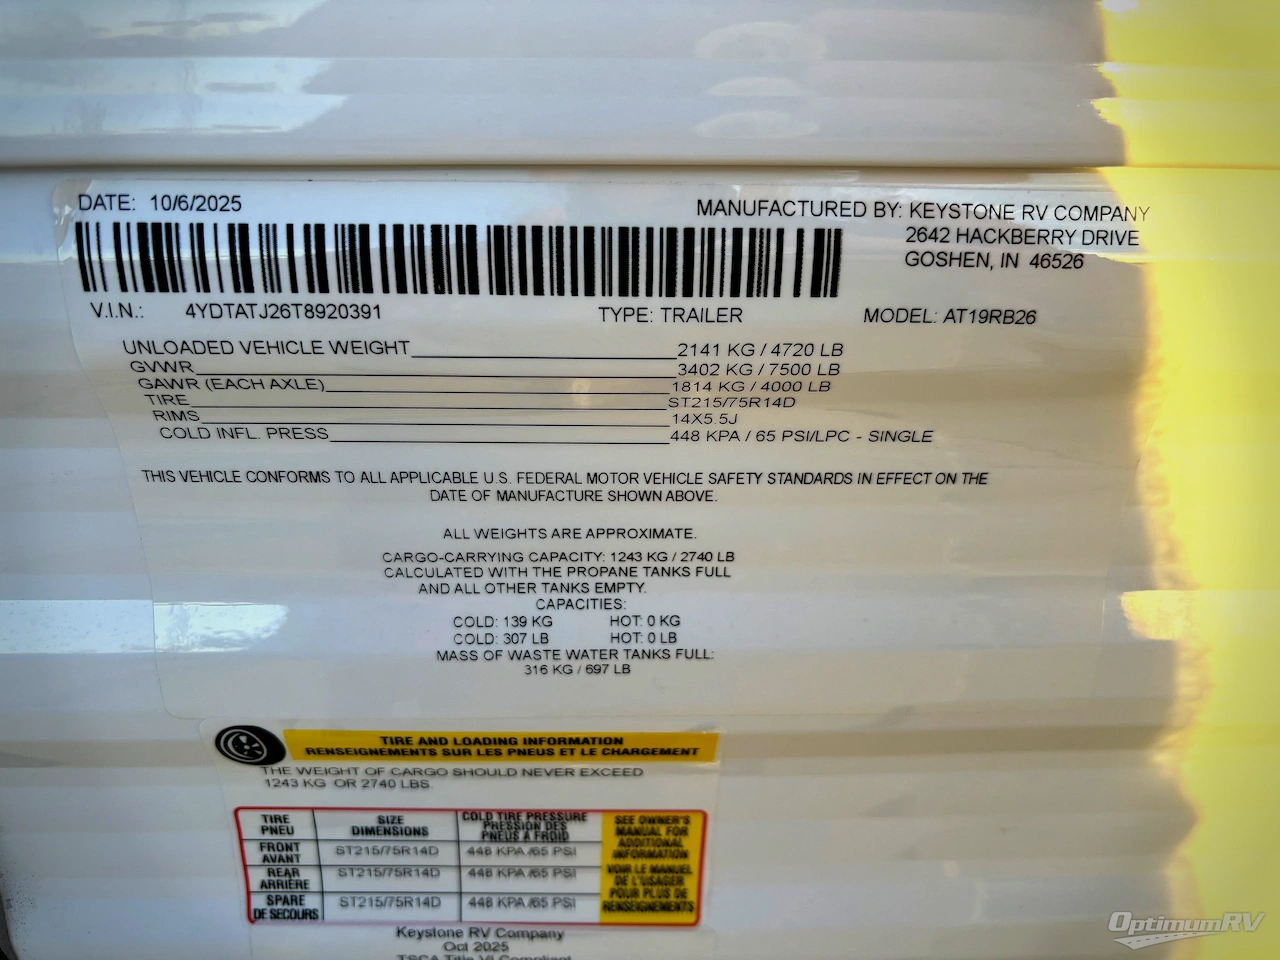 DATE: 10/6/2025
MANUFACTURED BY: KEYSTONE RV COMPANY
2642 HACKBERRY DRIVE
GOSHEN, IN 46526
V.I.N.: 4YDTATJ26T8920391 TYPE: TRAILER MODEL: AT19RB26
UNLOADED VEHICLE WEIGHT 2141 KG / 4720 LB
GVWR 3402 KG / 7500 LB
GAWR (EACH AXLE) 1814 KG / 4000 LB
TIRE ST215/75R14D
RIMS 14X5.5J
COLD INFL. PRESS 448 KPA / 65 PSI/LPC - SINGLE
THIS VEHICLE CONFORMS TO ALL APPLICABLE U.S. FEDERAL MOTOR VEHICLE SAFETY STANDARDS IN EFFECT ON THE
DATE OF MANUFACTURE SHOWN ABOVE.
ALL WEIGHTS ARE APPROXIMATE.
CARGO-CARRYING CAPACITY: 1243 KG / 2740 LB
CALCULATED WITH THE PROPANE TANKS FULL
AND ALL OTHER TANKS EMPTY.
CAPACITIES:
COLD: 139 KG HOT: 0 KG
COLD: 307 LB HOT: 0 LB
MASS OF WASTE WATER TANKS FULL:
316 KG / 697 LB
TIRE AND LOADING INFORMATION
RENSEIGNEMENTS SUR LES PNEUS ET LE CHARGEMENT
THE WEIGHT OF CARGO SHOULD NEVER EXCEED
1243 KG OR 2740 LBS.
TIRE
PNEU
SIZE
DIMENSIONS
COLD TIRE PRESSURE
PRESSION DES
PNEUS À FROID
SEE OWNER'S
MANUAL FOR
ADDITIONAL
INFORMATION
VOIR LE MANUEL
DE L'USAGER
POUR PLUS DE
RENSEIGNEMENTS
FRONT
AVANT
ST215/75R14D
448 KPA /65 PSI
REAR
ARRIÈRE
ST215/75R14D
448 KPA /65 PSI
SPARE
DE SECOURS
ST215/75R14D
448 KPA /65 PSI
Keystone RV Company
Oct 2025
TSCA Title VI Compliant
OptimumRV